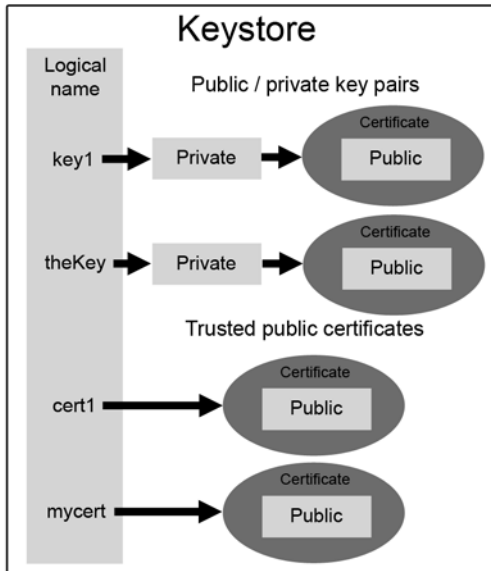 Keystore
Logical
name
Public / private key pairs
key1
Private
Certificate
Public
theKey
Private
Certificate
Public
Trusted public certificates
cert1
Certificate
Public
mycert
Certificate
Public